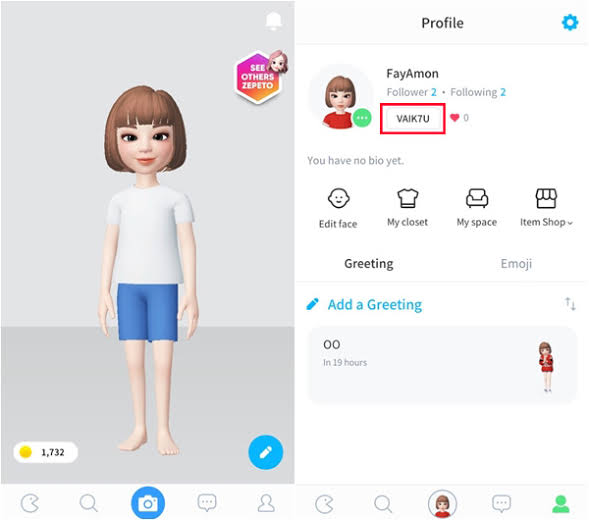 SEE
OTHERS
ZEPETO
1,732
Profile
FayAmon
Follower 2 • Following 2
VAIK7U 0
You have no bio yet.
Edit face My closet My space Item Shop
Greeting Emoji
Add a Greeting
OO
In 19 hours